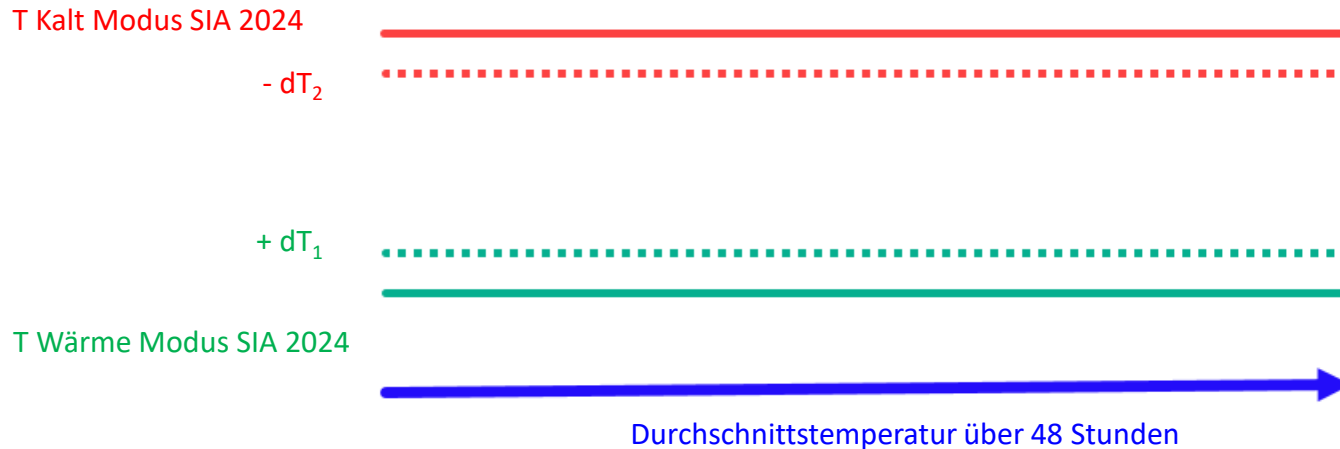 T Kalt Modus SIA 2024
- dT₂
+ dT₁
T Wärme Modus SIA 2024
Durchschnittstemperatur über 48 Stunden